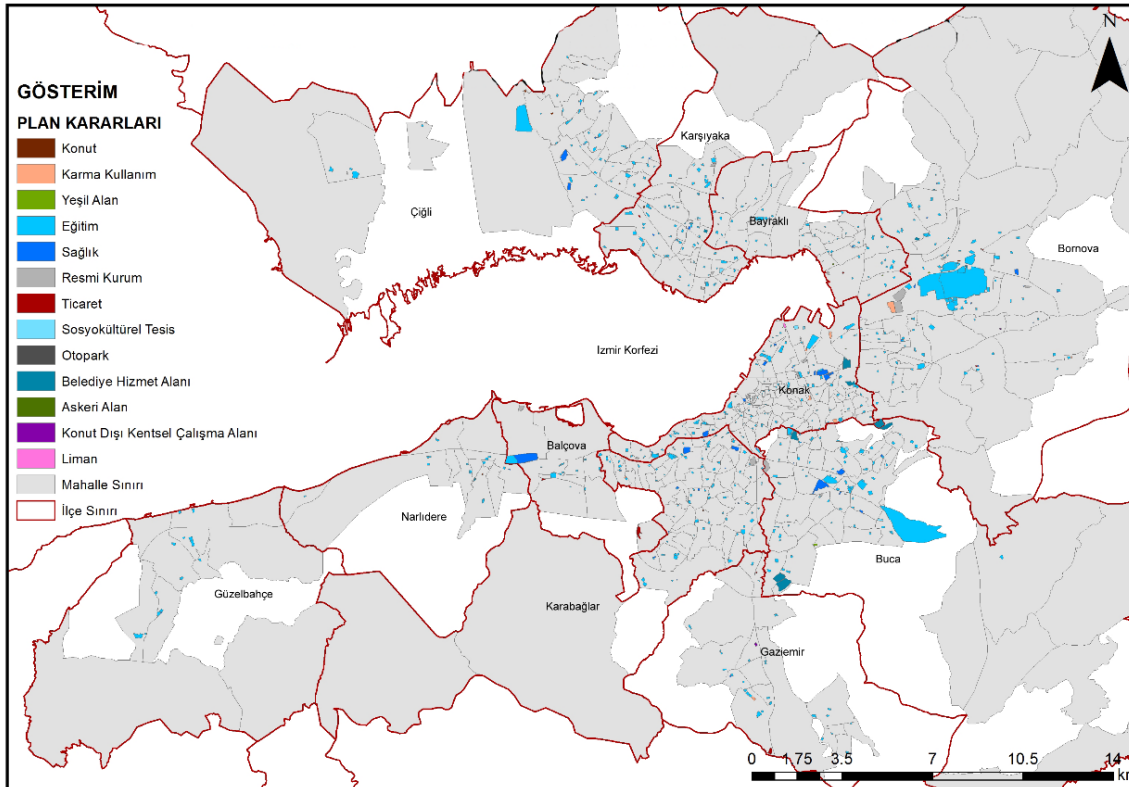 GÖSTERİM
PLAN KARARLARI
Konut
Karma Kullanım
Yeşil Alan
Eğitim
Sağlık
Resmi Kurum
Ticaret
Sosyokültürel Tesis
Otopark
Belediye Hizmet Alanı
Askeri Alan
Konut Dışı Kentsel Çalışma Alanı
Liman
Mahalle Sınırı
İlçe Sınırı
N
Karşıyaka
Çiğli
Bayraklı
Bornova
Izmir Korfezi
Konak
Balçova
Narlıdere
Buca
Güzelbahçe
Karabağlar
Gaziemir
0 1.75 3.5 7 10.5 14
km